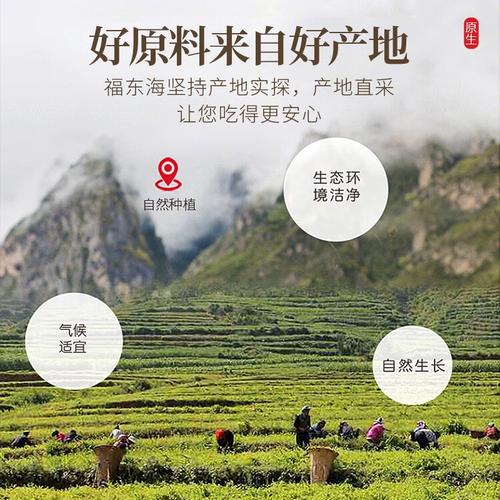 好原料来自好产地
原生
福东海坚持产地实探，产地直采
让您吃得更安心
自然种植
生态环
境洁净
气候
适宜
自然生长